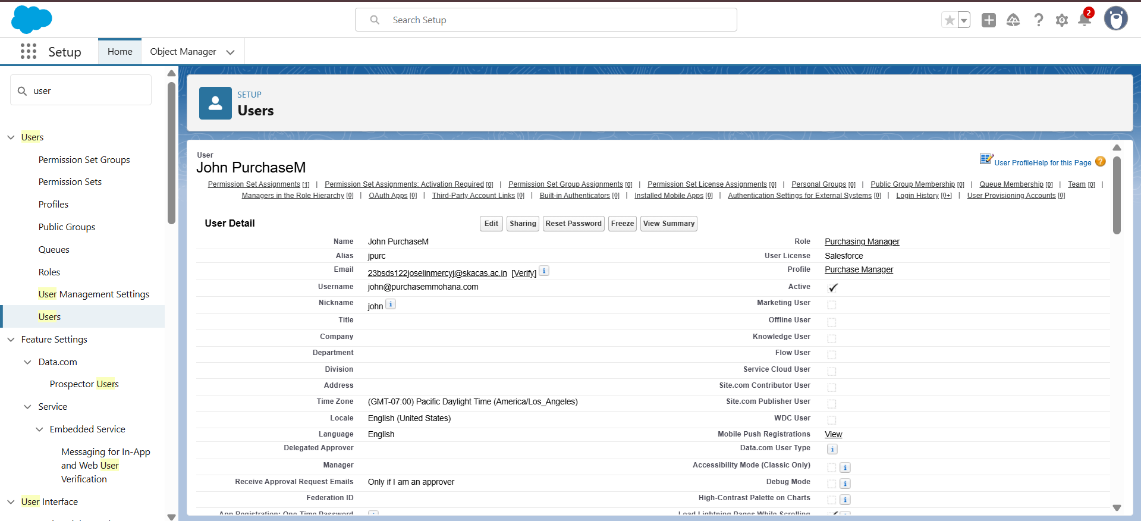 Search Setup
2
Setup
Home
Object Manager
user
Users
Permission Set Groups
Permission Sets
Profiles
Public Groups
Queues
Roles
User Management Settings
Users
Feature Settings
Data.com
Prospector Users
Service
Embedded Service
Messaging for In-App
and Web User
Verification
User Interface
SETUP
Users
User
John PurchaseM
User Profile Help for this Page
Permission Set Assignments [1] | Permission Set Assignments: Activation Required [0] | Permission Set Group Assignments [0] | Permission Set License Assignments [0] | Personal Groups [0] | Public Group Membership [0] | Queue Membership [0] | Team [0] |
Managers in the Role Hierarchy [0] | OAuth Apps [0] | Third-Party Account Links [0] | Built-in Authenticators [0] | Installed Mobile Apps [0] | Authentication Settings for External Systems [0] | Login History [0+] | User Provisioning Accounts [0]
User Detail
Edit Sharing Reset Password Freeze View Summary
Name John PurchaseM Role Purchasing Manager
Alias jpurc User License Salesforce
Email 23bsds122joselinmercyj@skacas.ac.in [Verify] i Profile Purchase Manager
Username john@purchasemmohana.com Active
Nickname john i Marketing User
Title Offline User
Company Knowledge User
Department Flow User
Division Service Cloud User
Address Site.com Contributor User
Time Zone (GMT-07:00) Pacific Daylight Time (America/Los_Angeles) Site.com Publisher User
Locale English (United States) WDC User
Language English Mobile Push Registrations View
Delegated Approver Data.com User Type i
Manager Accessibility Mode (Classic Only) i
Receive Approval Request Emails Only if I am an approver Debug Mode i
Federation ID High-Contrast Palette on Charts i
App Registration: One-Time Password Load Lightning Pages While Scrolling